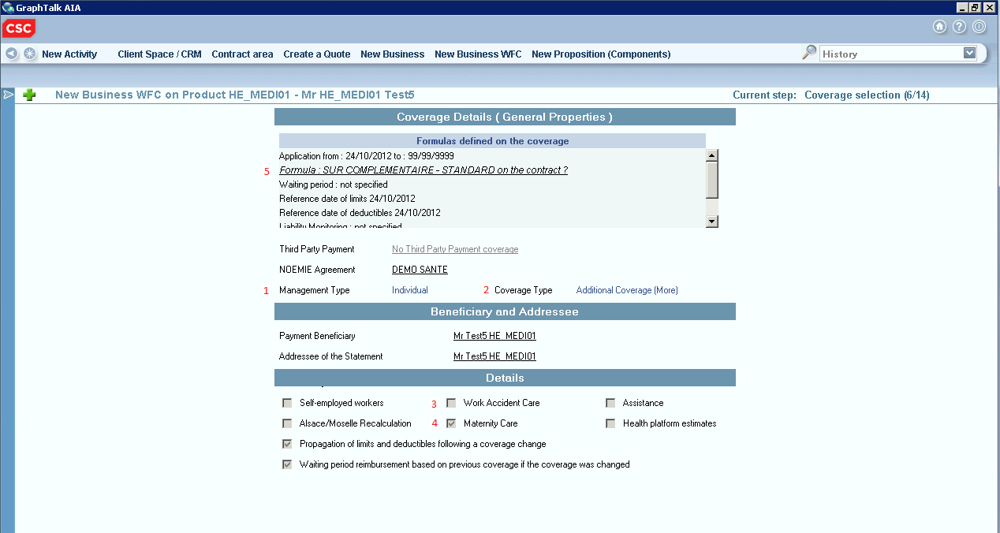 GraphTalk AIA
CSC
New Activity Client Space / CRM Contract area Create a Quote New Business New Business WFC New Proposition (Components) History
New Business WFC on Product HE_MEDI01 - Mr HE_MEDI01 Test5 Current step: Coverage selection (6/14)
Coverage Details ( General Properties )
Formulas defined on the coverage
Application from : 24/10/2012 to : 99/99/9999
5 Formula : SUR COMPLEMENTAIRE - STANDARD on the contract ?
Waiting period : not specified
Reference date of limits 24/10/2012
Reference date of deductibles 24/10/2012
Liability Monitoring : not specified
Third Party Payment No Third Party Payment coverage
NOEMIE Agreement DEMO SANTE
1 Management Type Individual 2 Coverage Type Additional Coverage (More)
Beneficiary and Addressee
Payment Beneficiary Mr Test5 HE_MEDI01
Addressee of the Statement Mr Test5 HE_MEDI01
Details
Self-employed workers 3 Work Accident Care Assistance
Alsace/Moselle Recalculation 4 Maternity Care Health platform estimates
Propagation of limits and deductibles following a coverage change
Waiting period reimbursement based on previous coverage if the coverage was changed